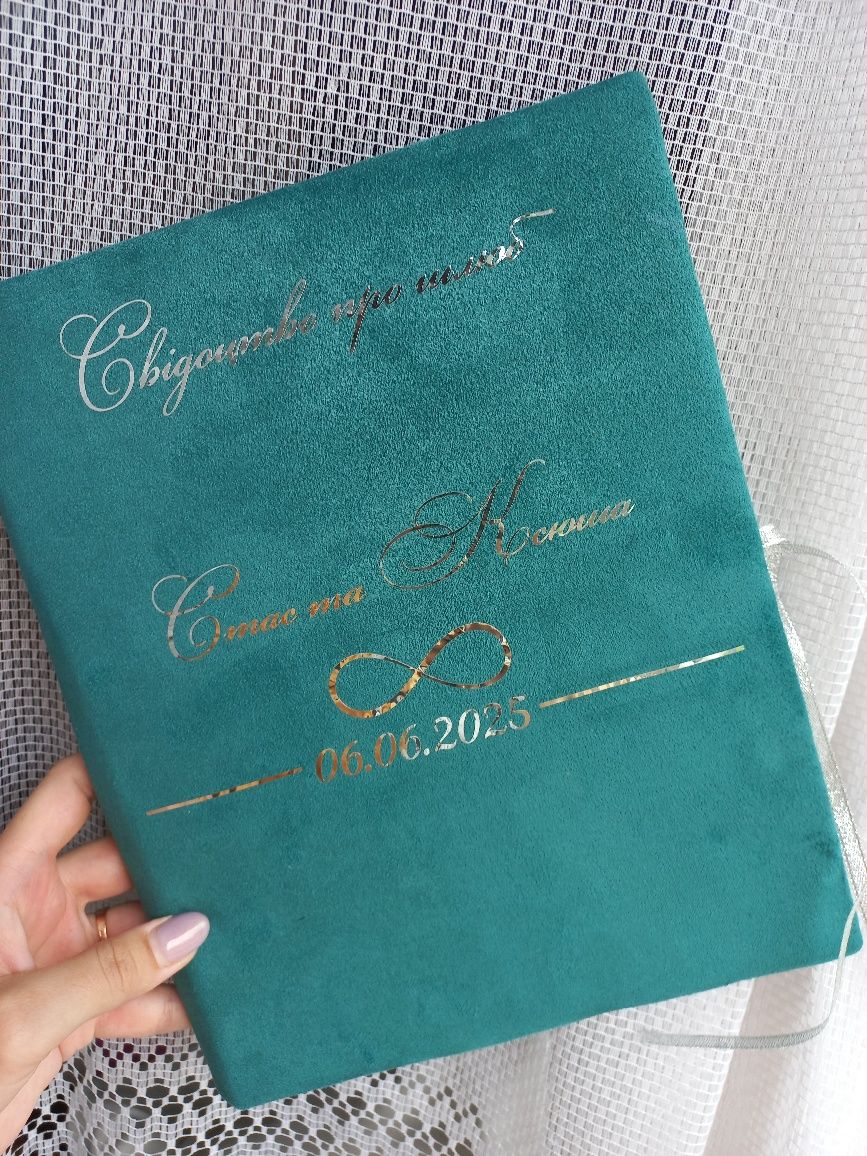 Свідоцтво про шлюб
Стас та Ксюша
06.06.2025